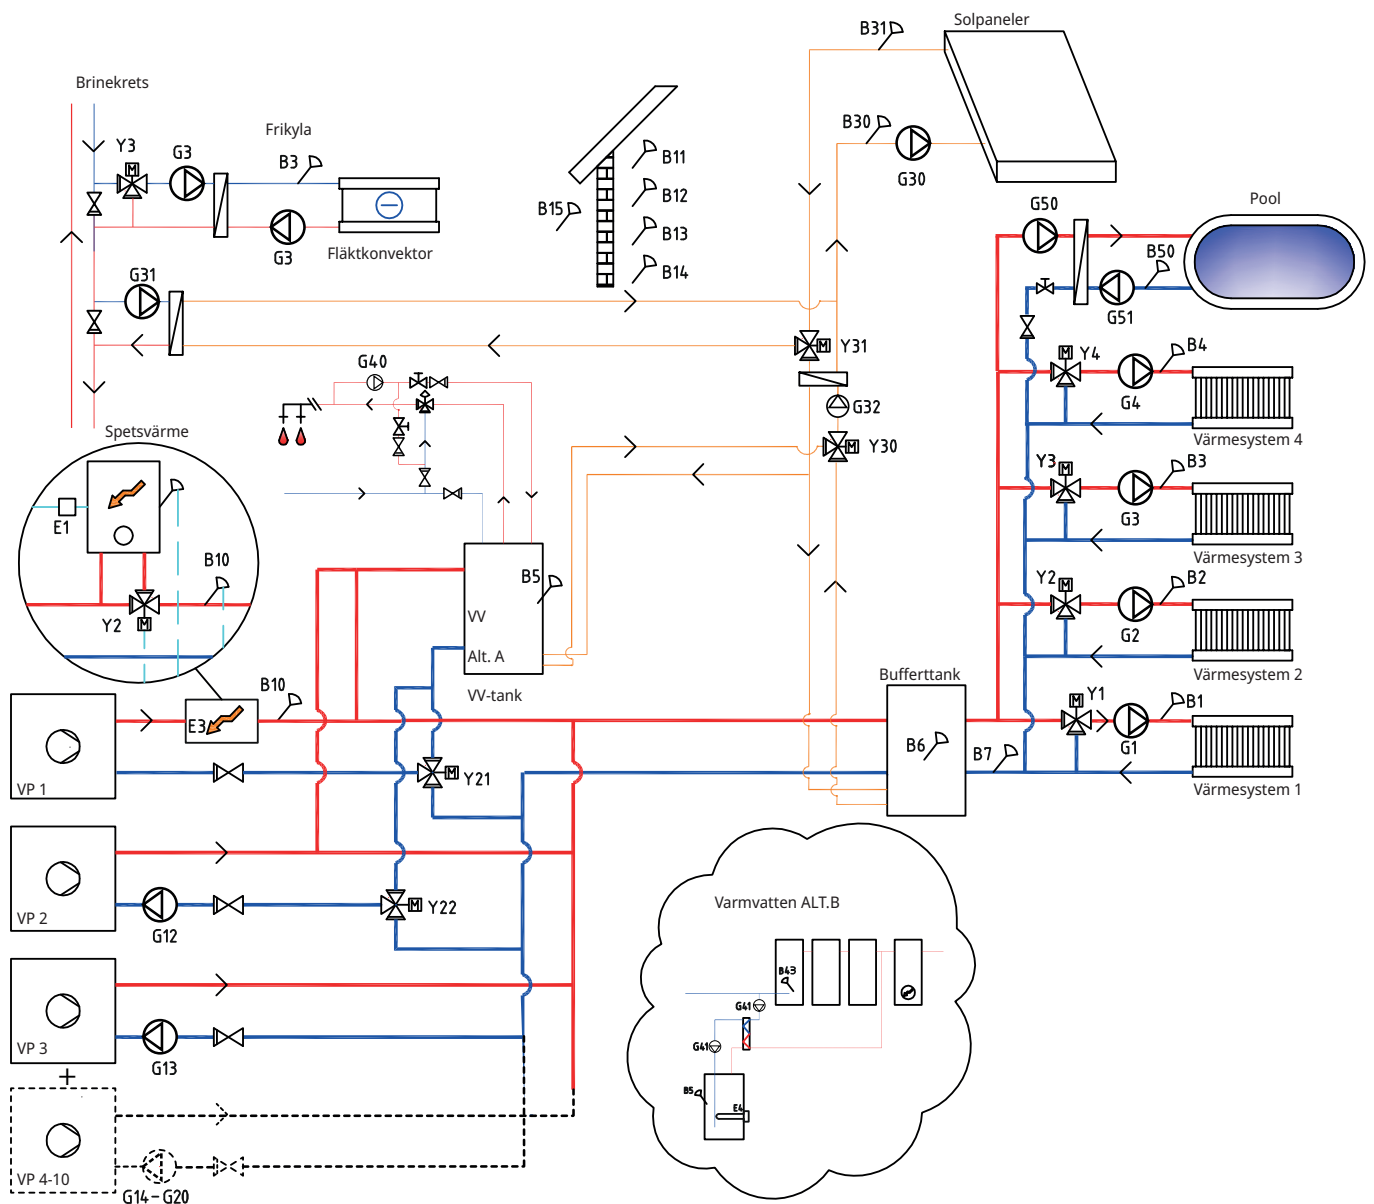 Solpaneler
B31
B30
G30
Brinekrets
Frikyla
Y3
G3
B3
G3
Fläktkonvektor
B11
B12
B15
B13
B14
G50
Pool
B50
G51
G31
Y31
G40
G32
Y30
Y4
B4
G4
Värmesystem 4
Spetsvärme
E1
B10
Y2
Y3
B3
G3
Värmesystem 3
B5
VV
Alt. A
VV-tank
Y2
B2
G2
Värmesystem 2
Bufferttank
B10
E3
VP 1
Y21
B6
B7
Y1
B1
G1
Värmesystem 1
VP 2
G12
Y22
VP 3
G13
+
VP 4-10
G14-G20
Varmvatten ALT.B
B43
G41
G41
B5
E4
M
M
M
M
M
M
M
M
M
M